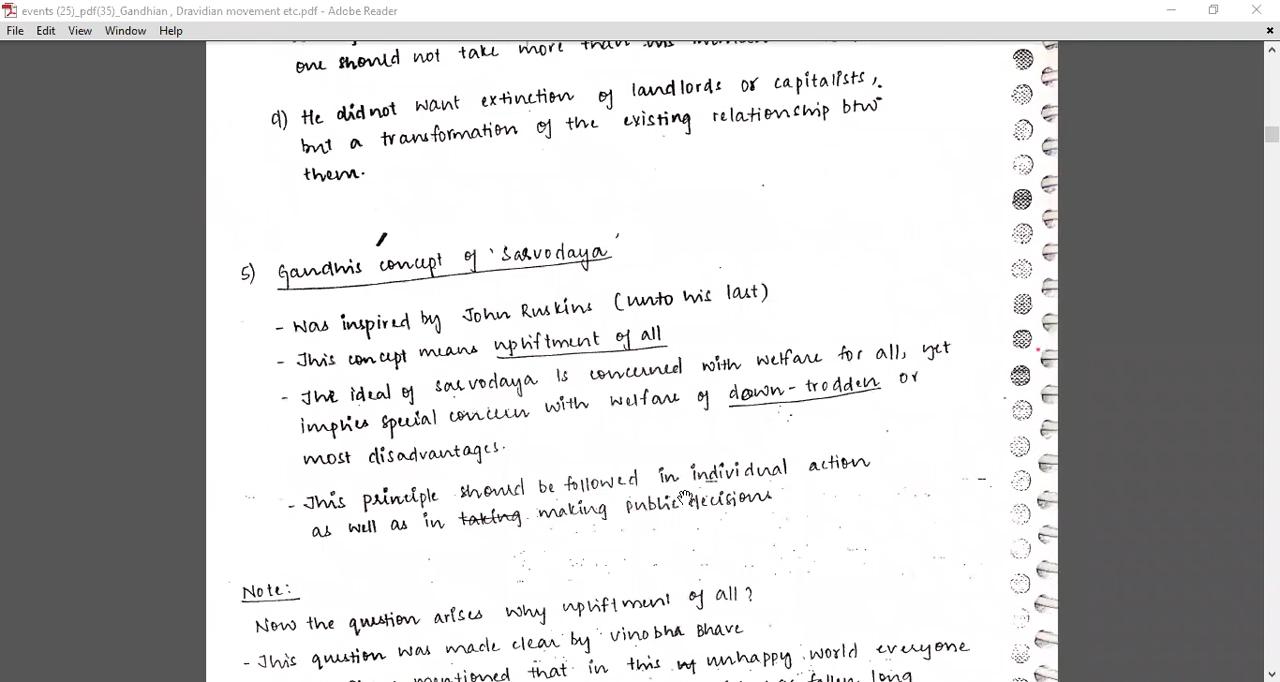 events (25)_pdf(35)_Gandhian , Dravidian movement etc.pdf - Adobe Reader
File Edit View Window Help
one should not take more than
d) He did not want extinction of landlords or capitalists,
but a transformation of the existing relationship btw
them.
5) Gandhis concept of 'Sarvodaya'
- Was inspired by John Ruskins (unto his last)
- This concept means upliftment of all
- The ideal of sarvodaya is concerned with welfare for all, yet
implies special concern with welfare of down-trodden or
most disadvantages.
- This principle should be followed in individual action
as well as in taking making public decisions
Note:
Now the question arises why upliftment of all?
- This question was made clear by vinobha Bhave
mentioned that in this unhappy world everyone
fallen long